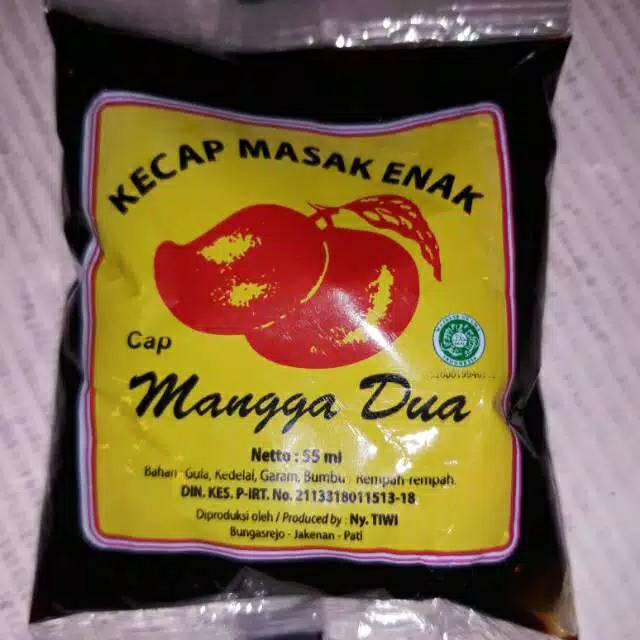 KECAP MASAK ENAK
Cap
Mangga Dua
Netto : 55 ml
Bahan : Gula, Kedelai, Garam, Bumbu - Rempah-rempah.
DIN. KES. P-IRT. No. 2113318011513-18
Diproduksi oleh / Produced by : Ny. TIWI
Bungasrejo - Jakenan - Pati